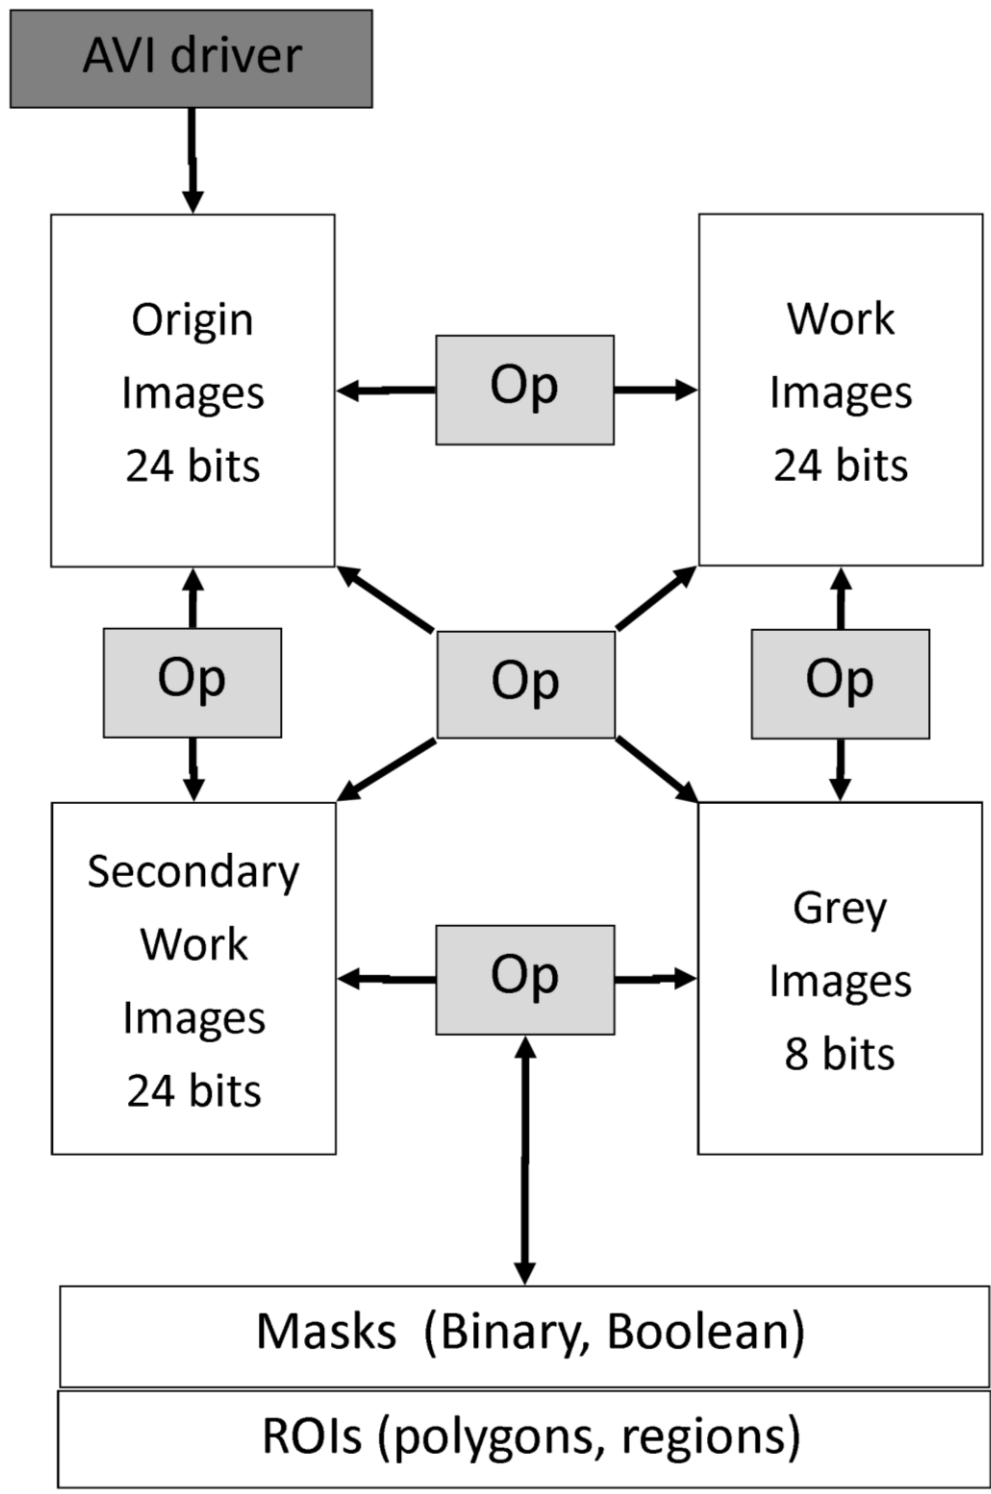 AVI driver
Origin
Images
24 bits
Op
Work
Images
24 bits
Op
Op
Op
Secondary
Work
Images
24 bits
Op
Grey
Images
8 bits
Masks (Binary, Boolean)
ROIs (polygons, regions)